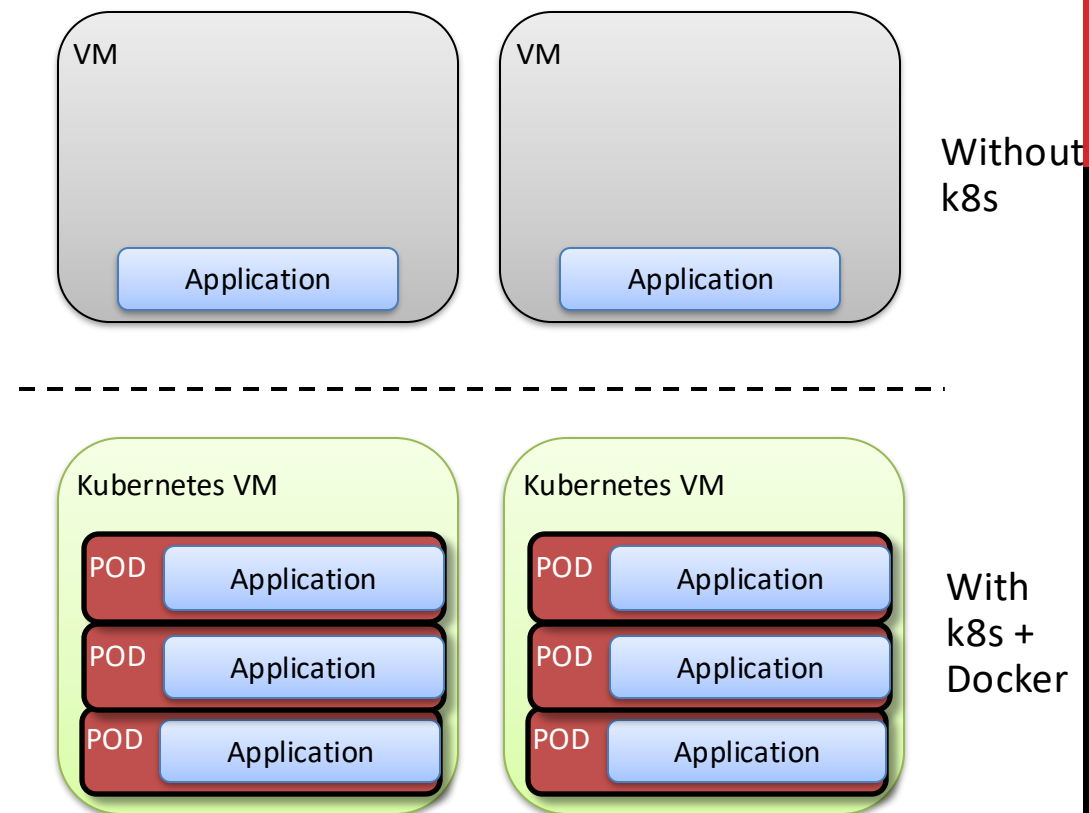 VM
VM
Application
Application
Without
k8s
Kubernetes VM
Kubernetes VM
POD
Application
POD
Application
POD
Application
POD
Application
POD
Application
POD
Application
With
k8s +
Docker